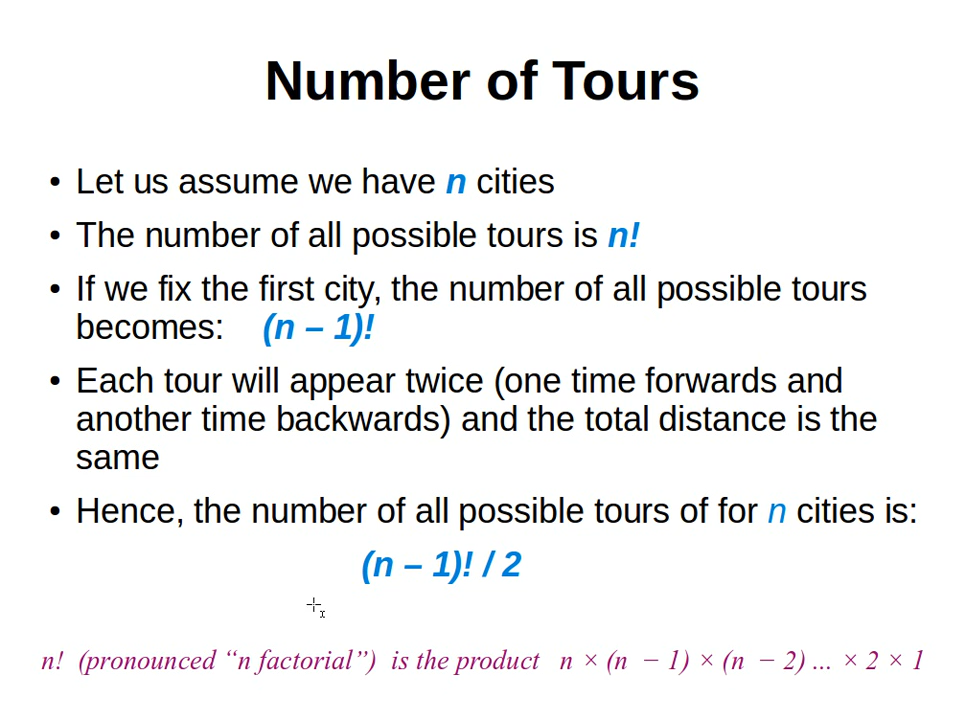 Number of Tours
• Let us assume we have n cities
• The number of all possible tours is n!
• If we fix the first city, the number of all possible tours
becomes: (n – 1)!
• Each tour will appear twice (one time forwards and
another time backwards) and the total distance is the
same
• Hence, the number of all possible tours of for n cities is:
(n – 1)! / 2
n! (pronounced “n factorial”) is the product n × (n − 1) × (n − 2) ... × 2 × 1